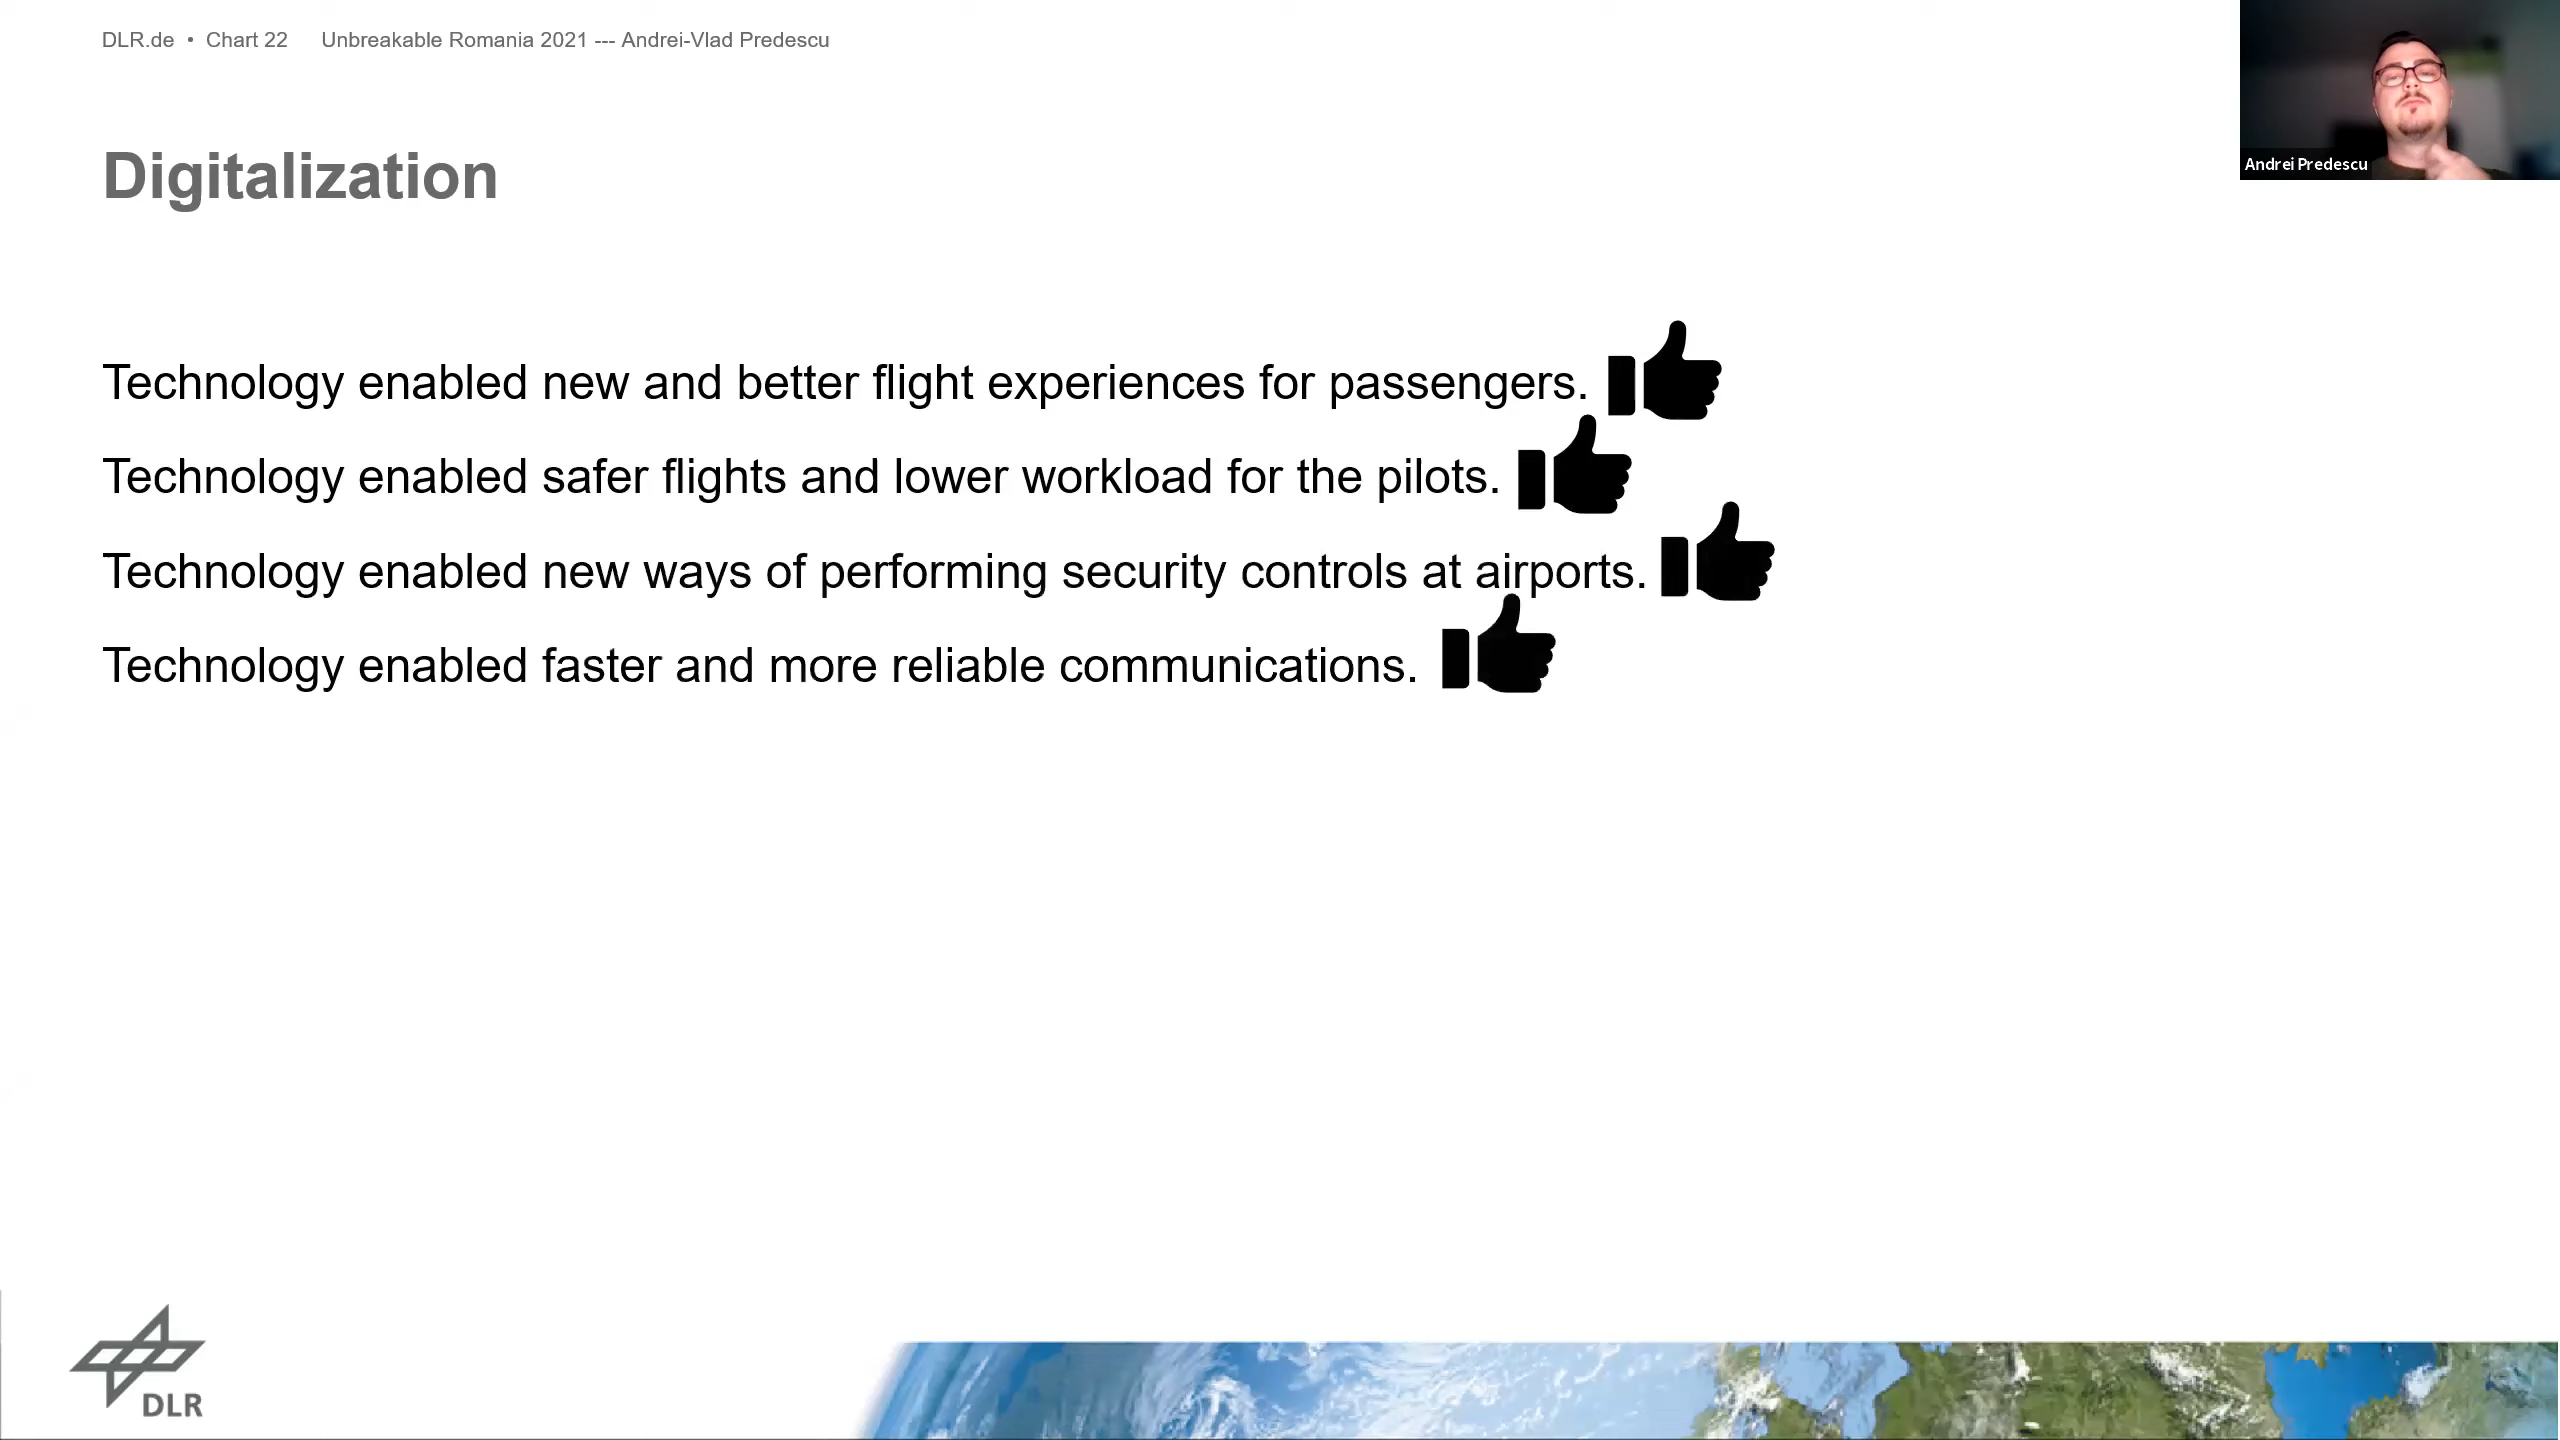 DLR.de • Chart 22 Unbreakable Romania 2021 --- Andrei-Vlad Predescu
Andrei Predescu
Digitalization
Technology enabled new and better flight experiences for passengers.
Technology enabled safer flights and lower workload for the pilots.
Technology enabled new ways of performing security controls at airports.
Technology enabled faster and more reliable communications.
DLR